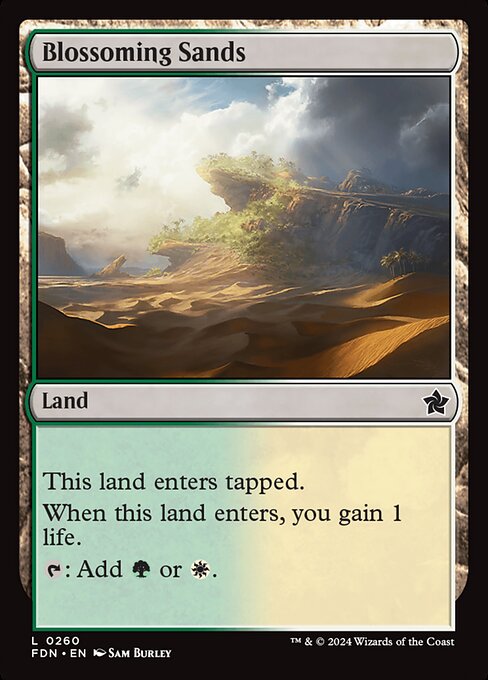 Blossoming Sands
Land
This land enters tapped.
When this land enters, you gain 1
life.
: Add or .
L 0260
™ & © 2024 Wizards of the Coast
FDN • EN Sam Burley